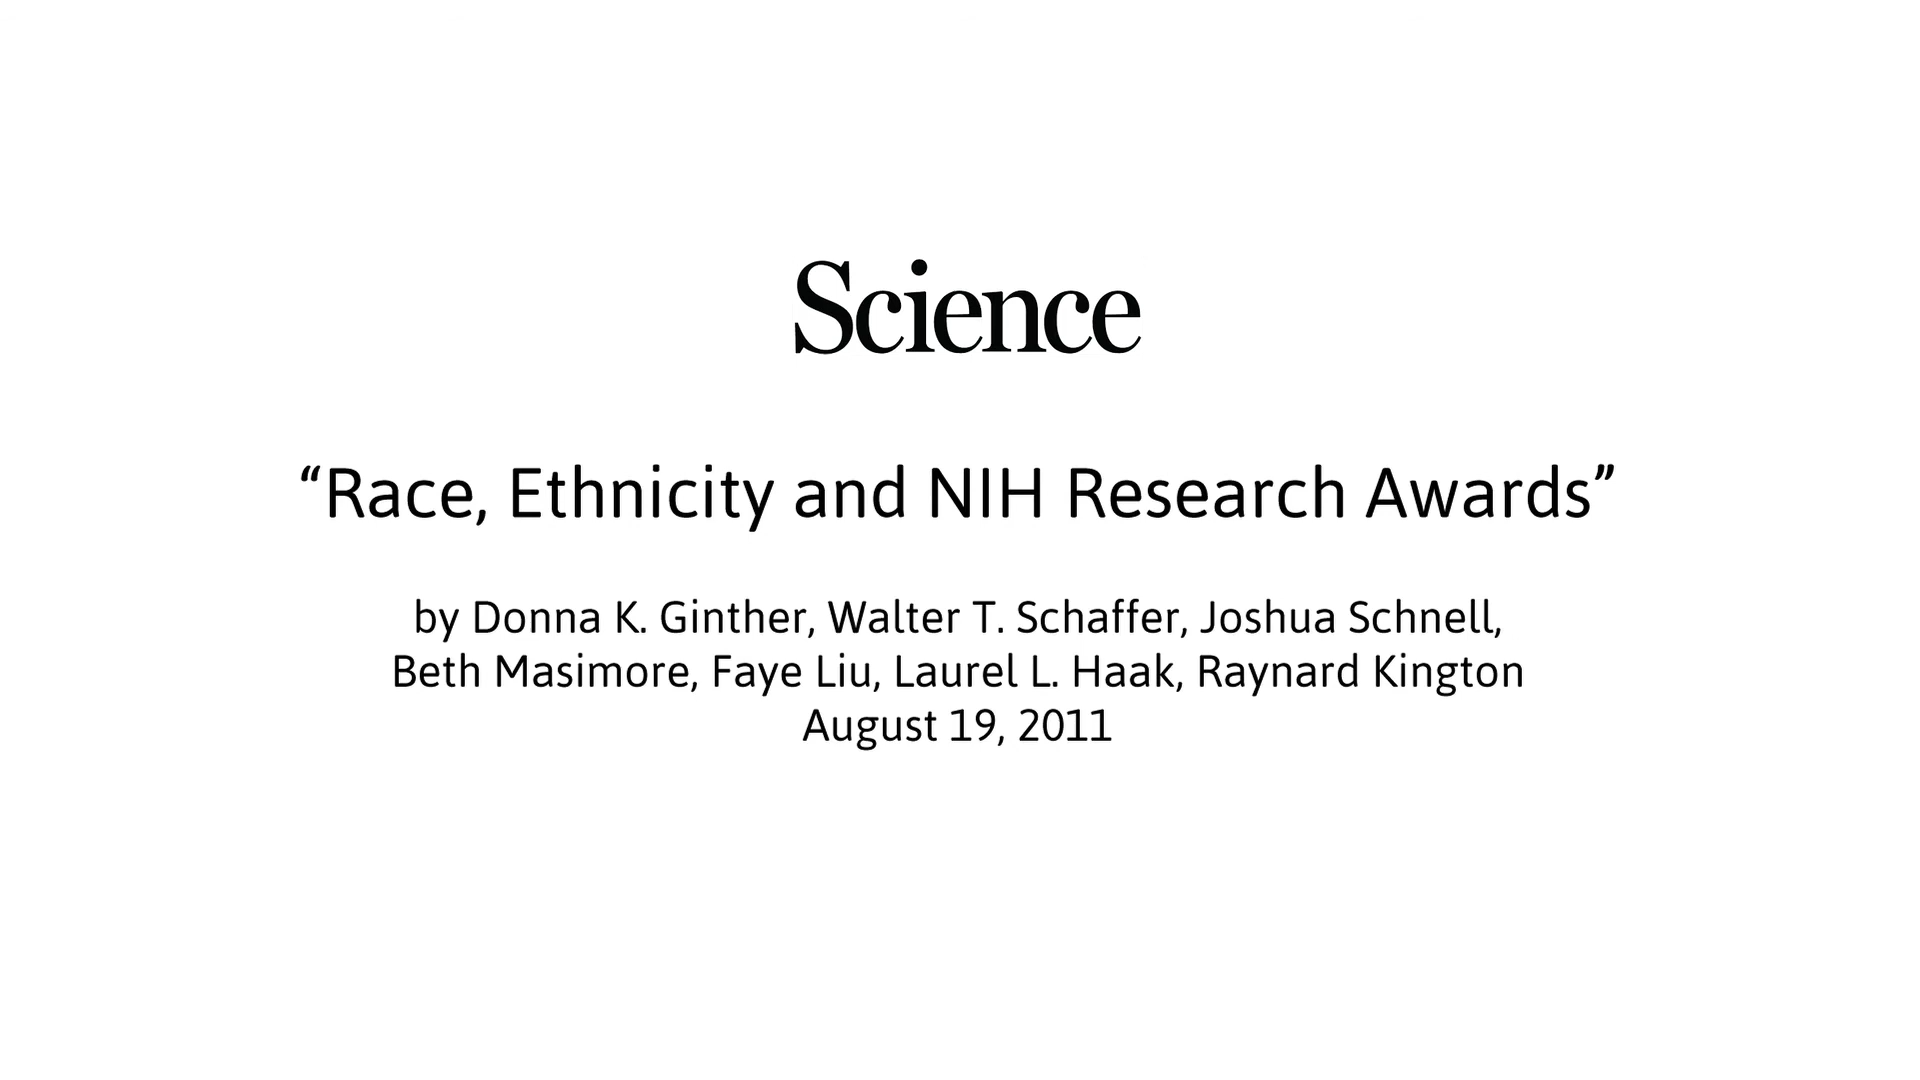 Science
“Race, Ethnicity and NIH Research Awards”
by Donna K. Ginther, Walter T. Schaffer, Joshua Schnell,
Beth Masimore, Faye Liu, Laurel L. Haak, Raynard Kington
August 19, 2011